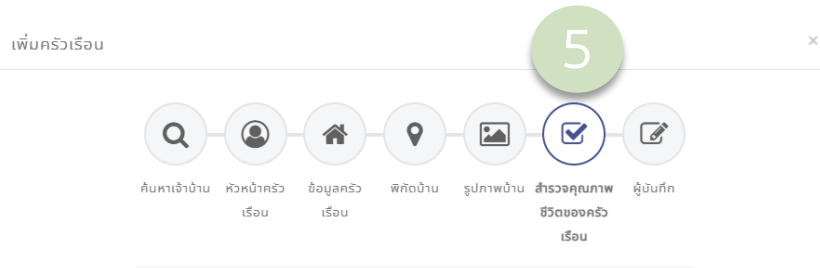 5
เพิ่มครัวเรือน ×
ค้นหาเจ้าบ้าน หัวหน้าครัว ข้อมูลครัว พิกัดบ้าน รูปภาพบ้าน สำรวจคุณภาพ ผู้บันทึก
เรือน เรือน ชีวิตของครัว
เรือน